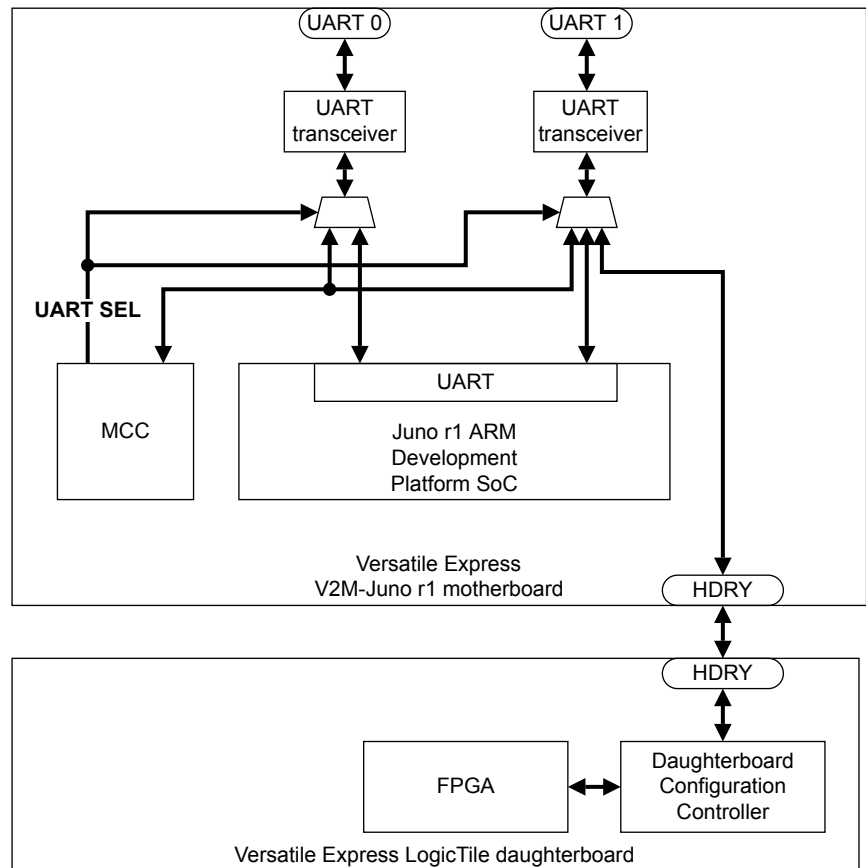 UART 0
UART 1
UART
transceiver
UART
transceiver
UART SEL
MCC
UART
Juno r1 ARM
Development
Platform SoC
Versatile Express
V2M-Juno r1 motherboard
HDRY
HDRY
FPGA
Daughterboard
Configuration
Controller
Versatile Express LogicTile daughterboard